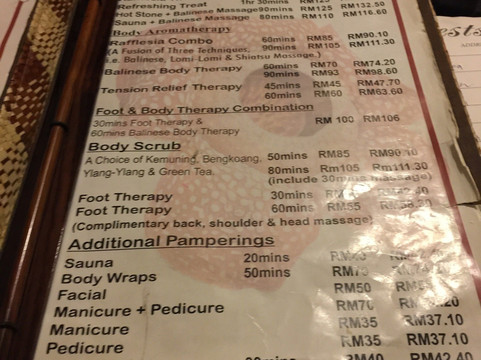 Refreshing Treat 1hr 30mins RM125 RM132.50
Hot Stone + Balinese Massage 90mins RM110 RM116.60
Sauna + Balinese Massage 80mins
Body Aromatherapy
Rafflesia Combo 60mins RM85 RM90.10
(A Fusion of Three Techniques, 90mins RM105 RM111.30
i.e. Balinese, Lomi-Lomi & Shiatsu Massage.)
Balinese Body Therapy 60mins RM70 RM74.20
90mins RM93 RM98.60
Tension Relief Therapy 45mins RM45 RM47.70
60mins RM60 RM63.60
Foot & Body Therapy Combination
30mins Foot Therapy & RM 100 RM106
60mins Balinese Body Therapy
Body Scrub
A Choice of Kemuning, Bengkoang, 50mins RM85 RM90.10
Ylang-Ylang & Green Tea. 80mins Rm105 Rm111.30
(include 30mins massage)
Foot Therapy 30mins
Foot Therapy 60mins RM55
(Complimentary back, shoulder & head massage)
Additional Pamperings
Sauna 20mins
Body Wraps 50mins
Facial RM50
Manicure + Pedicure RM70
Manicure RM35 RM37.10
Pedicure RM35 RM37.10
RM40 RM42.40